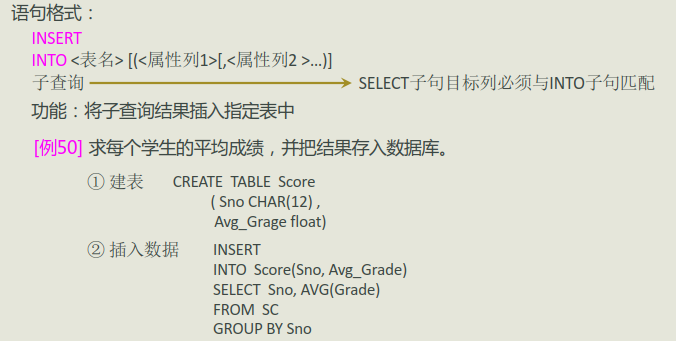 语句格式：
INSERT
INTO <表名> [(<属性列1>[,<属性列2 >…)]
子查询 SELECT子句目标列必须与INTO子句匹配
功能：将子查询结果插入指定表中
[例50] 求每个学生的平均成绩，并把结果存入数据库。
① 建表 CREATE TABLE Score
( Sno CHAR(12) ,
Avg_Grage float)
② 插入数据 INSERT
INTO Score(Sno, Avg_Grade)
SELECT Sno, AVG(Grade)
FROM SC
GROUP BY Sno